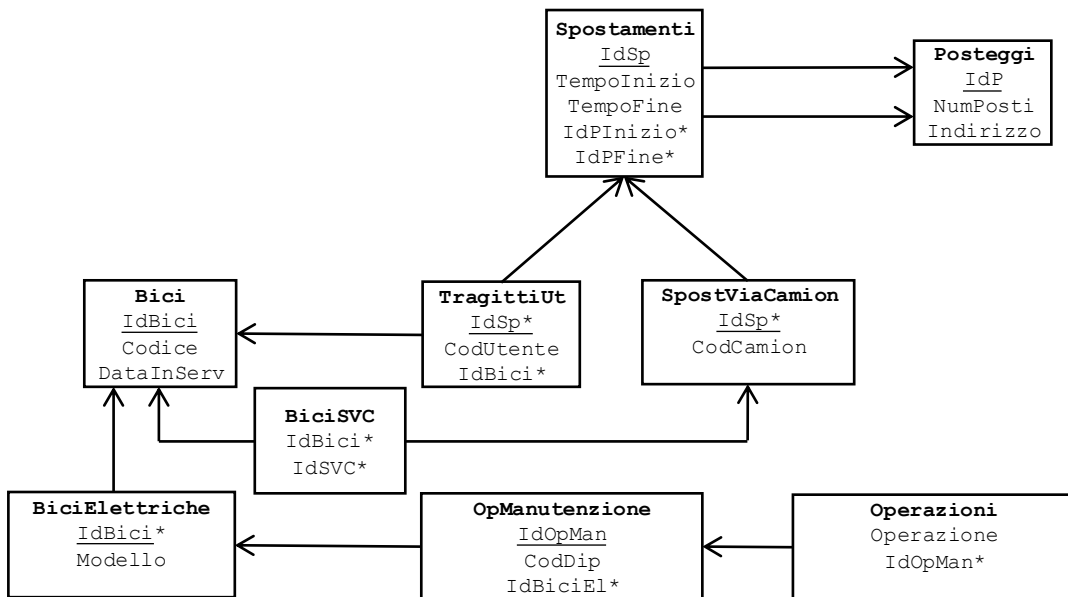 Spostamenti
IdSp
TempoInizio
TempoFine
IdPInizio*
IdPFine*
Posteggi
IdP
NumPosti
Indirizzo
Bici
IdBici
Codice
DataInServ
TragittiUt
IdSp*
CodUtente
IdBici*
SpostViaCamion
IdSp*
CodCamion
BiciSVC
IdBici*
IdSVC*
BiciElettriche
IdBici*
Modello
OpManutenzione
IdOpMan
CodDip
IdBiciEl*
Operazioni
Operazione
IdOpMan*